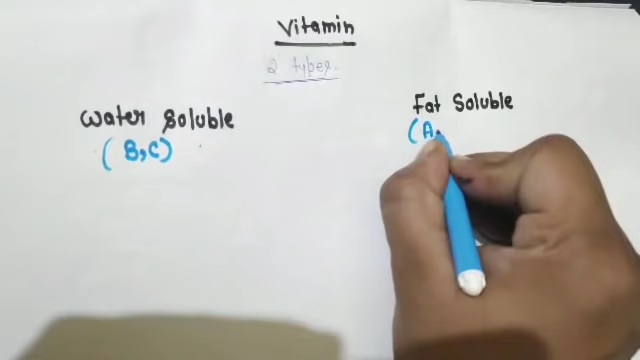 Vitamin
2 types.
Water Soluble
(B,C)
Fat Soluble
(A,